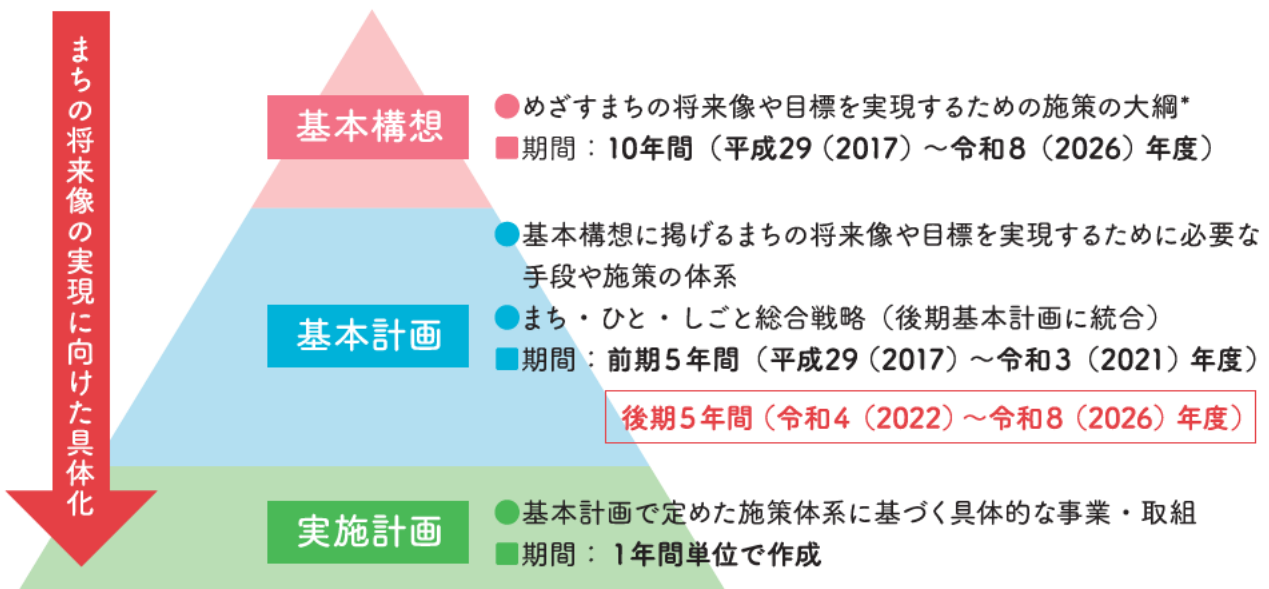 まちの将来像の実現に向けた具体化
基本構想
●めざすまちの将来像や目標を実現するための施策の大綱*
■期間：10年間（平成29（2017）～令和8（2026）年度）
基本計画
●基本構想に掲げるまちの将来像や目標を実現するために必要な
手段や施策の体系
●まち・ひと・しごと総合戦略（後期基本計画に統合）
■期間：前期5年間（平成29（2017）～令和3（2021）年度）
後期5年間（令和4（2022）～令和8（2026）年度）
実施計画
●基本計画で定めた施策体系に基づく具体的な事業・取組
■期間：1年間単位で作成